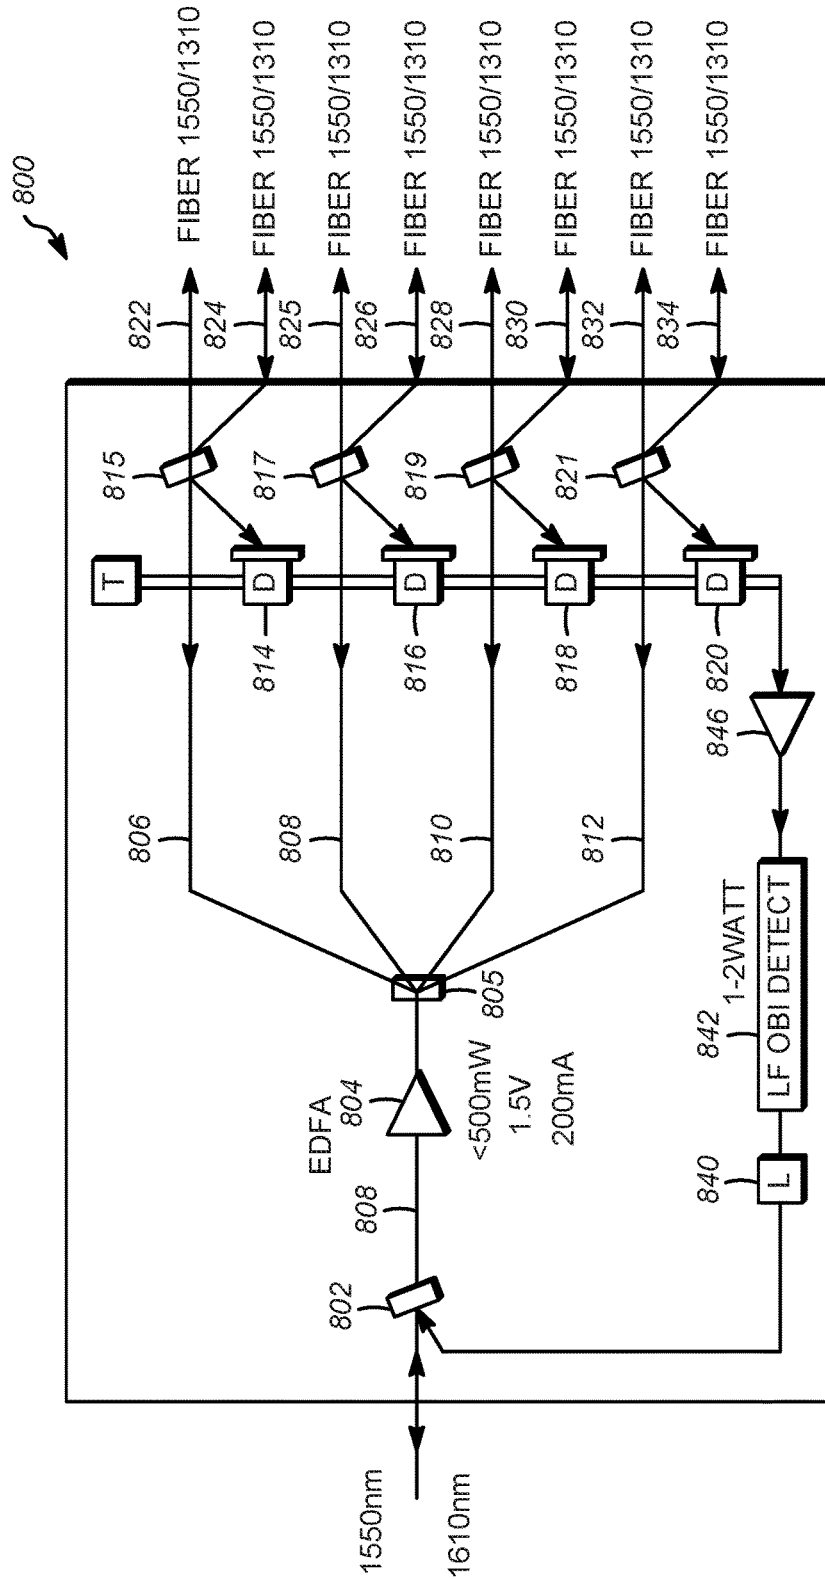 800
FIBER 1550/1310
FIBER 1550/1310
FIBER 1550/1310
FIBER 1550/1310
FIBER 1550/1310
FIBER 1550/1310
FIBER 1550/1310
FIBER 1550/1310
822
824
825
826
828
830
832
834
815
817
819
821
T
D
D
D
D
814
816
818
820
846
806
808
810
812
805
EDFA
804
<500mW
1.5V
200mA
808
802
1-2WATT
842
LF OBI DETECT
840
L
1550nm
1610nm